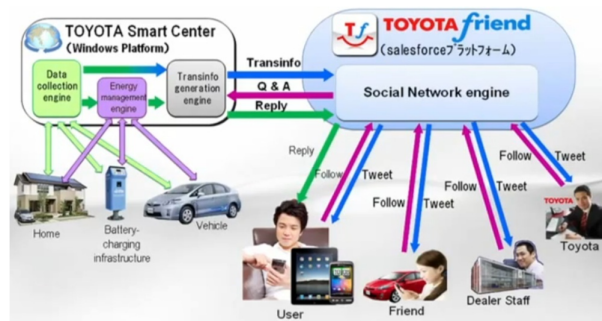 TOYOTA Smart Center
(Windows Platform)
Data
collection
engine
Energy
management
engine
Transinfo
generation
engine
Transinfo
Q & A
Reply
Tf
TOYOTA friend
(salesforceプラットフォーム)
Social Network engine
Home
Battery-
charging
infrastructure
Vehicle
Reply
Follow
Tweet
Follow
Tweet
Follow
Tweet
Follow
Tweet
TOYOTA
User
Friend
Dealer Staff
Toyota